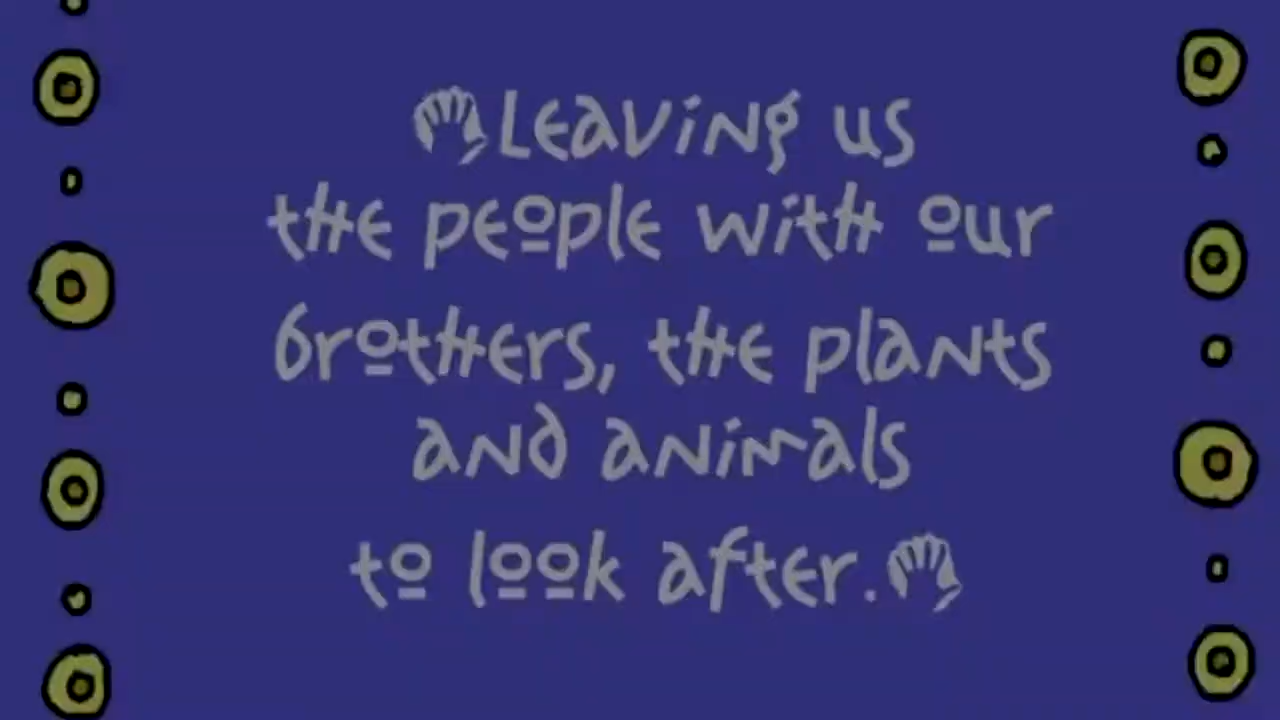 Leaving us
the people with our
brothers, the plants
and animals
to look after.